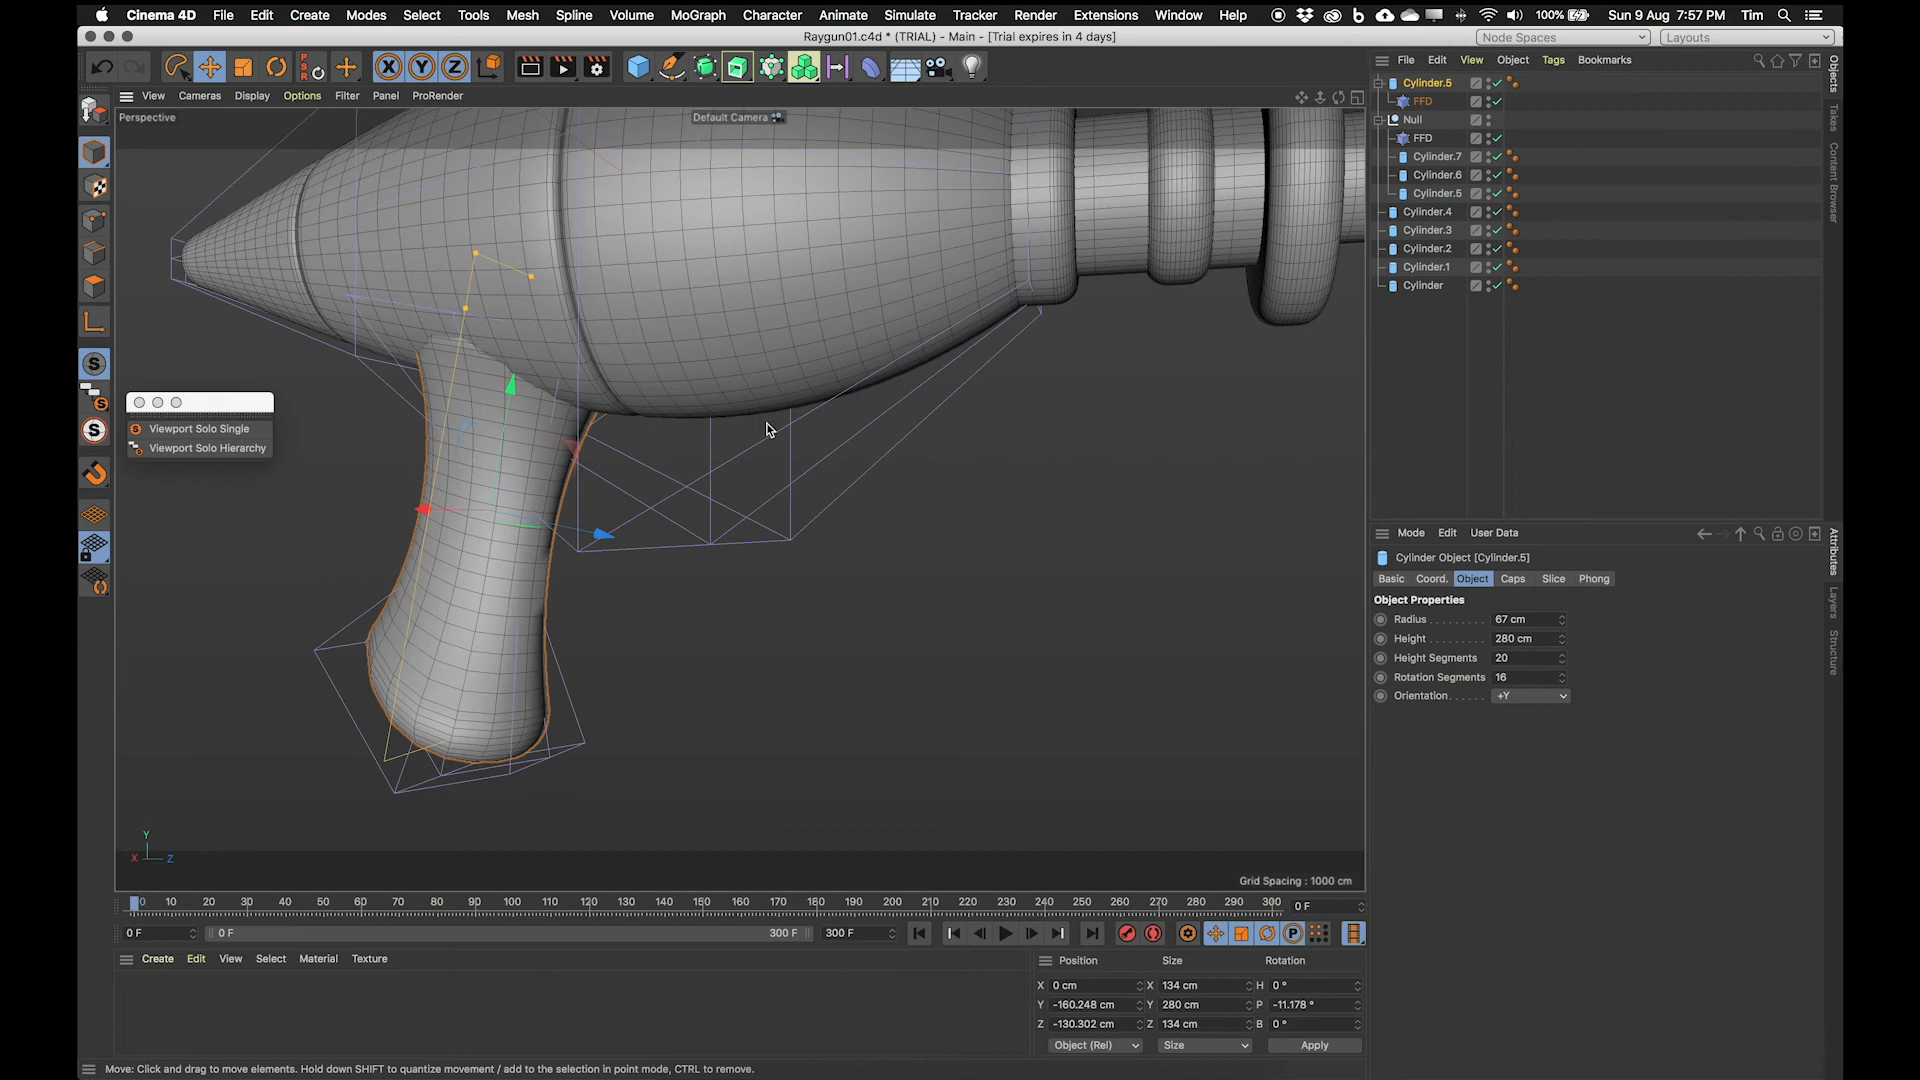 Cinema 4D File Edit Create Modes Select Tools Mesh Spline Volume MoGraph Character Animate Simulate Tracker Render Extensions Window Help 100% Sun 9 Aug 7:57 PM Tim
Raygun01.c4d * (TRIAL) - Main - [Trial expires in 4 days]
Node Spaces
Layouts
X Y Z
PSR
View Cameras Display Options Filter Panel ProRender
Perspective
Default Camera
Viewport Solo Single
Viewport Solo Hierarchy
Y
X
Z
Grid Spacing : 1000 cm
File Edit View Object Tags Bookmarks
Cylinder.5
FFD
Null
FFD
Cylinder.7
Cylinder.6
Cylinder.5
Cylinder.4
Cylinder.3
Cylinder.2
Cylinder.1
Cylinder
Objects
Takes
Content Browser
Mode Edit User Data
Cylinder Object [Cylinder.5]
Basic Coord. Object Caps Slice Phong
Object Properties
Radius 67 cm
Height 280 cm
Height Segments 20
Rotation Segments 16
Orientation +Y
Attributes
Layers
Structure
0 10 20 30 40 50 60 70 80 90 100 110 120 130 140 150 160 170 180 190 200 210 220 230 240 250 260 270 280 290 300 0 F
0 F 0 F 300 F 300 F
Create Edit View Select Material Texture
Position Size Rotation
X 0 cm X 134 cm H 0 °
Y -160.248 cm Y 280 cm P -11.178 °
Z -130.302 cm Z 134 cm B 0 °
Object (Rel) Size Apply
Move: Click and drag to move elements. Hold down SHIFT to quantize movement / add to the selection in point mode, CTRL to remove.